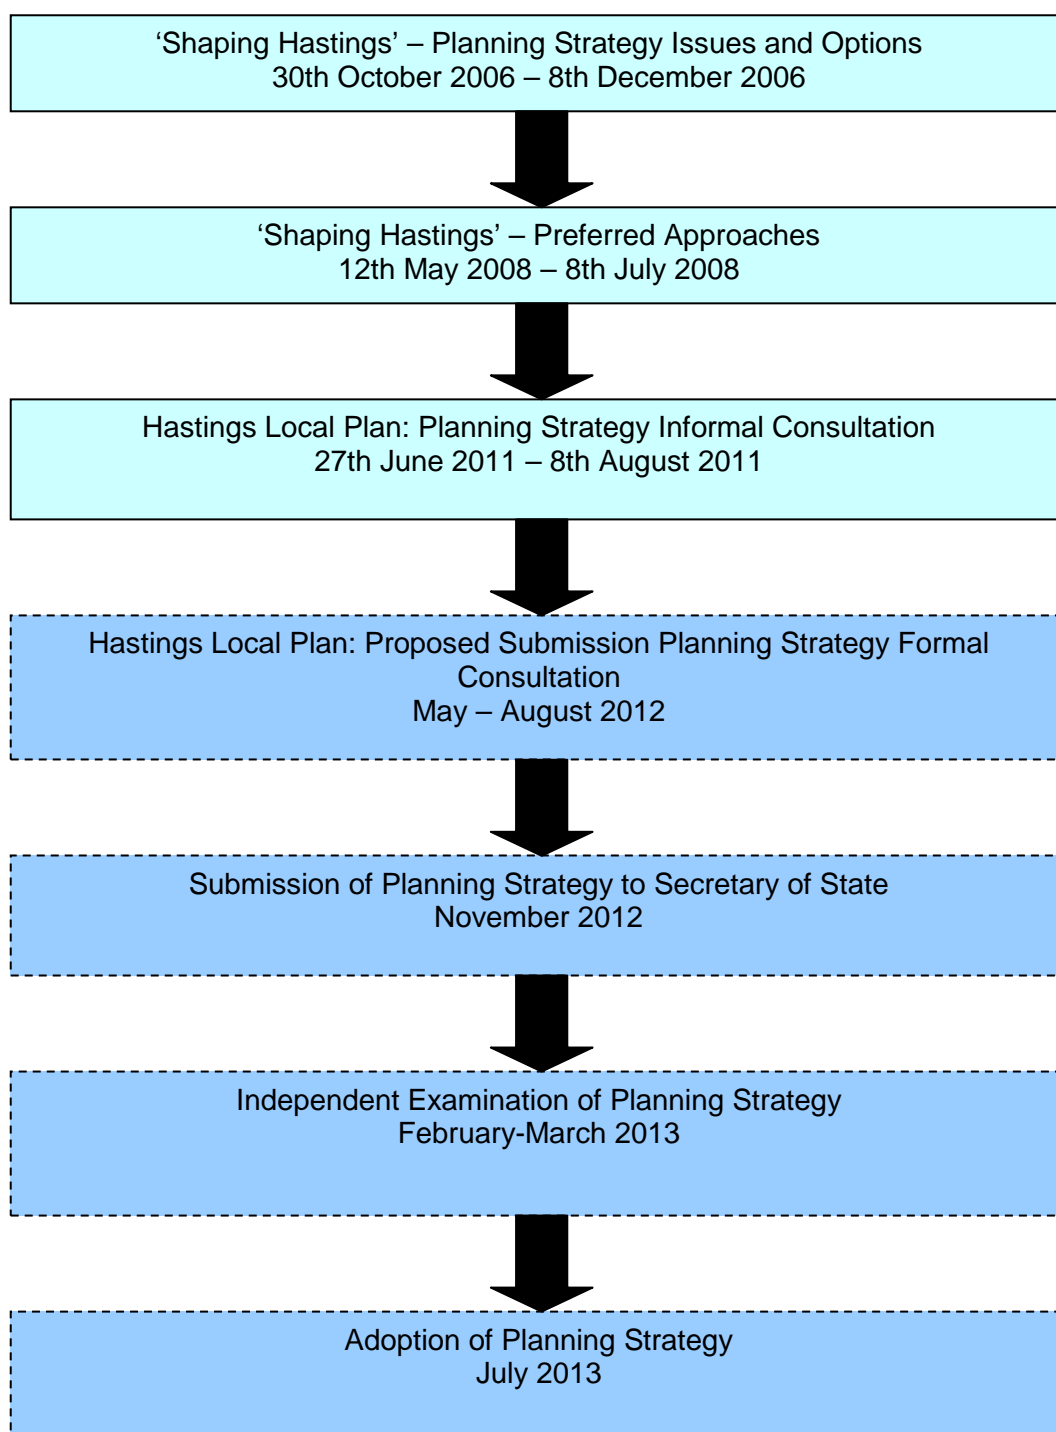 ‘Shaping Hastings’ – Planning Strategy Issues and Options
30th October 2006 – 8th December 2006
‘Shaping Hastings’ – Preferred Approaches
12th May 2008 – 8th July 2008
Hastings Local Plan: Planning Strategy Informal Consultation
27th June 2011 – 8th August 2011
Hastings Local Plan: Proposed Submission Planning Strategy Formal
Consultation
May – August 2012
Submission of Planning Strategy to Secretary of State
November 2012
Independent Examination of Planning Strategy
February-March 2013
Adoption of Planning Strategy
July 2013